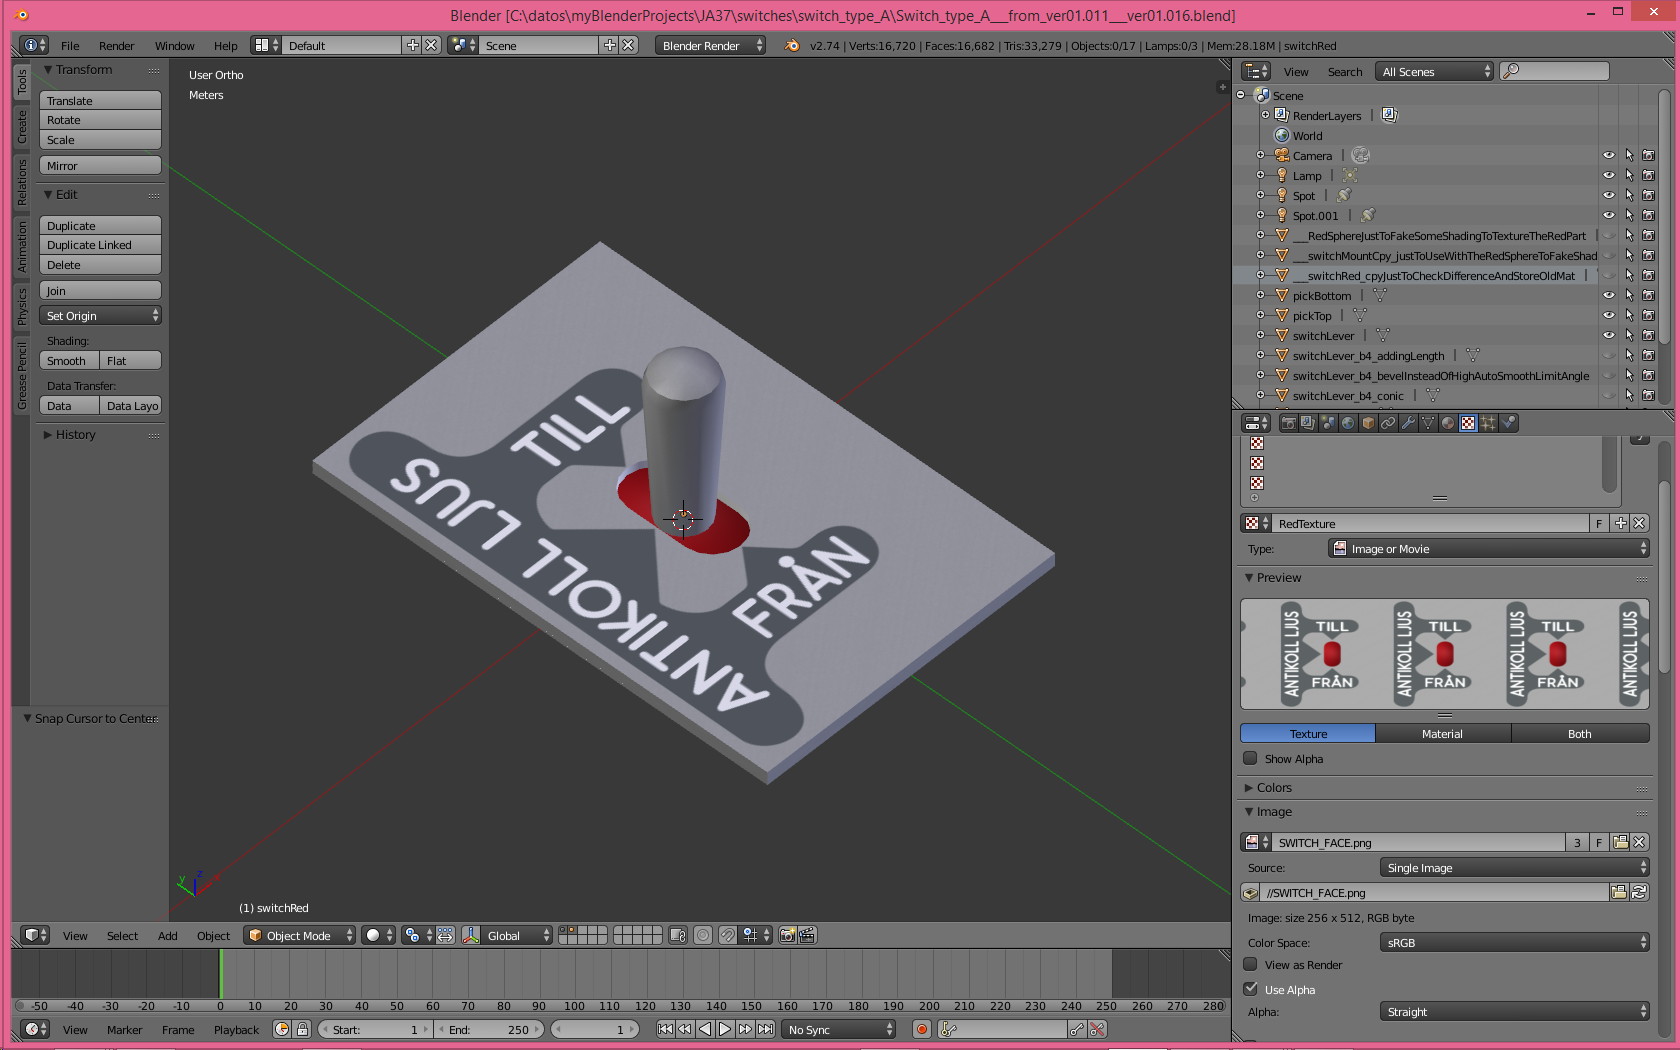 Blender [C:\datos\myBlenderProjects\JA37\switches\switch_type_A\Switch_type_A___from_ver01.011___ver01.016.blend]
File Render Window Help Default Scene Blender Render v2.74 | Verts:16,720 | Faces:16,682 | Tris:33,279 | Objects:0/17 | Lamps:0/3 | Mem:28.18M | switchRed
Tools
Create
Relations
Animation
Physics
Grease Pencil
Transform
Translate
Rotate
Scale
Mirror
Edit
Duplicate
Duplicate Linked
Delete
Join
Set Origin
Shading:
Smooth Flat
Data Transfer:
Data Data Layo
History
Snap Cursor to Center
User Ortho
Meters
TILL
ANTIKOLL LJUS
FRÅN
y z
(1) switchRed
View Select Add Object Object Mode Global
-50 -40 -30 -20 -10 0 10 20 30 40 50 60 70 80 90 100 110 120 130 140 150 160 170 180 190 200 210 220 230 240 250 260 270 280
View Marker Frame Playback Start: 1 End: 250 1 No Sync
View Search All Scenes
Scene
RenderLayers |
World
Camera |
Lamp |
Spot |
Spot.001 |
___RedSphereJustToFakeSomeShadingToTextureTheRedPart |
___switchMountCpy_justToUseWithTheRedSphereToFakeShad
___switchRed_cpyJustToCheckDifferenceAndStoreOldMat |
pickBottom |
pickTop |
switchLever |
switchLever_b4_addingLength |
switchLever_b4_bevelInsteadOfHighAutoSmoothLimitAngle
switchLever_b4_conic |
RedTexture F
Type: Image or Movie
Preview
ANTIKOLL LJUS TILL FRÅN ANTIKOLL LJUS TILL FRÅN ANTIKOLL LJUS TILL FRÅN ANTIKOLL LJUS
Texture Material Both
Show Alpha
Colors
Image
SWITCH_FACE.png 3 F
Source: Single Image
//SWITCH_FACE.png
Image: size 256 x 512, RGB byte
Color Space: sRGB
View as Render
Use Alpha
Alpha: Straight